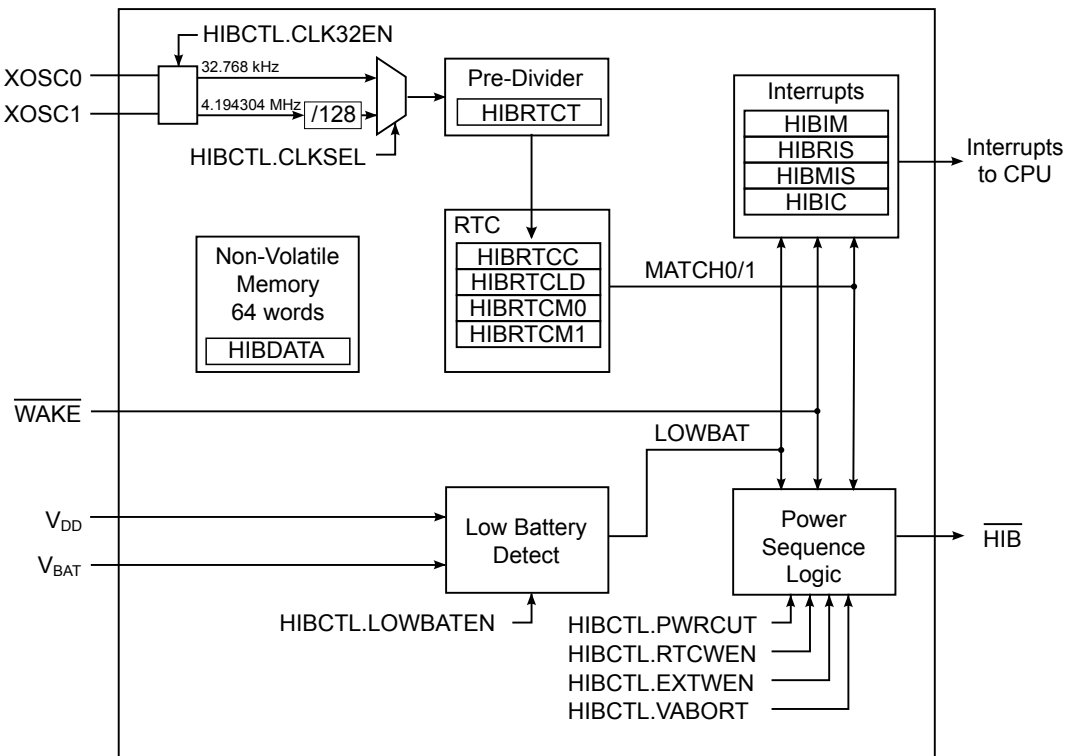 HIBCTL.CLK32EN
XOSC0
XOSC1
32.768 kHz
4.194304 MHz
/128
HIBCTL.CLKSEL
Pre-Divider
HIBRTCT
Interrupts
HIBIM
HIBRIS
HIBMIS
HIBIC
Interrupts
to CPU
RTC
HIBRTCC
HIBRTCLD
HIBRTCM0
HIBRTCM1
MATCH0/1
Non-Volatile
Memory
64 words
HIBDATA
WAKE
LOWBAT
VDD
VBAT
Low Battery
Detect
HIBCTL.LOWBATEN
Power
Sequence
Logic
HIB
HIBCTL.PWRCUT
HIBCTL.RTCWEN
HIBCTL.EXTWEN
HIBCTL.VABORT